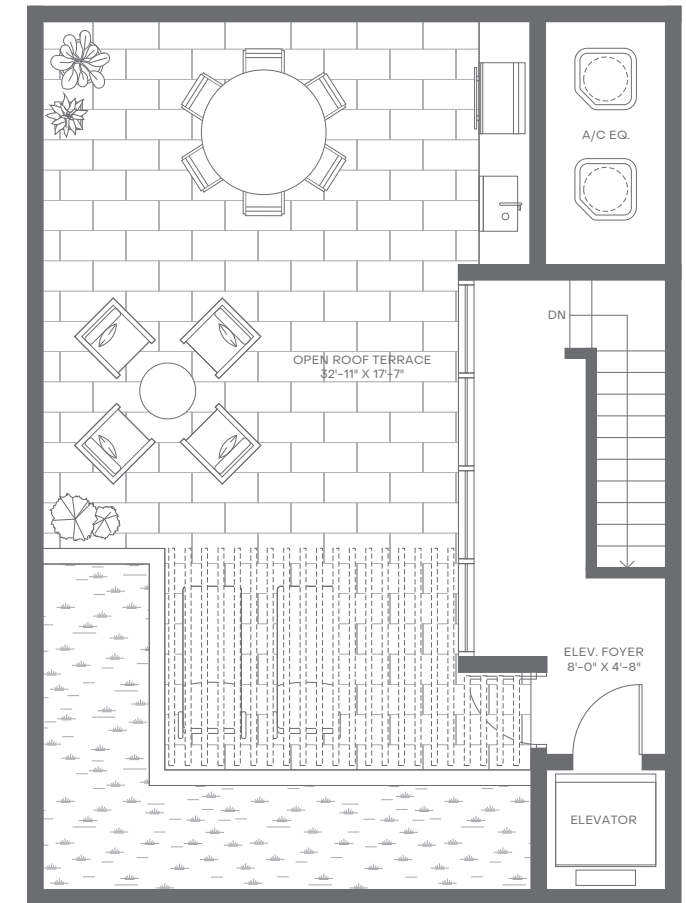 A/C EQ.
DN
OPEN ROOF TERRACE
32'-11" X 17'-7"
ELEV. FOYER
8'-0" X 4'-8"
ELEVATOR